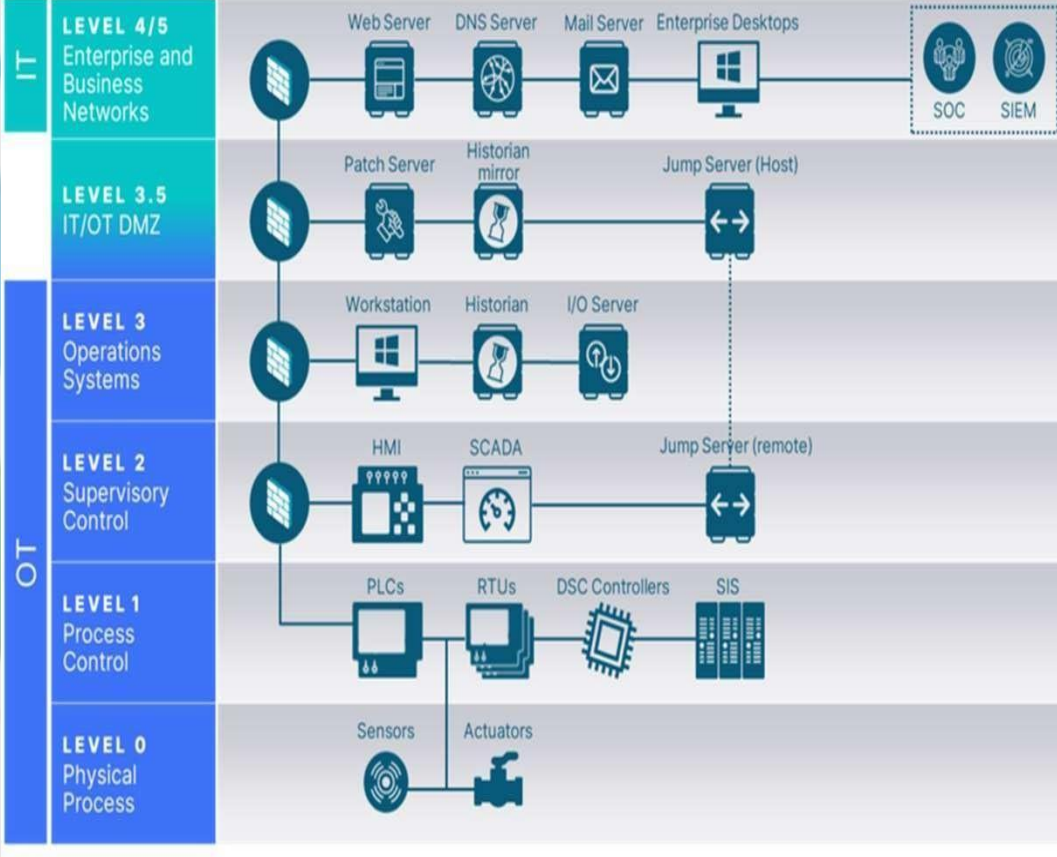 IT
LEVEL 4/5
Enterprise and
Business
Networks
Web Server
DNS Server
Mail Server
Enterprise Desktops
SOC
SIEM
LEVEL 3.5
IT/OT DMZ
Patch Server
Historian
mirror
Jump Server (Host)
OT
LEVEL 3
Operations
Systems
Workstation
Historian
I/O Server
LEVEL 2
Supervisory
Control
HMI
SCADA
Jump Server (remote)
LEVEL 1
Process
Control
PLCs
RTUs
DSC Controllers
SIS
LEVEL 0
Physical
Process
Sensors
Actuators